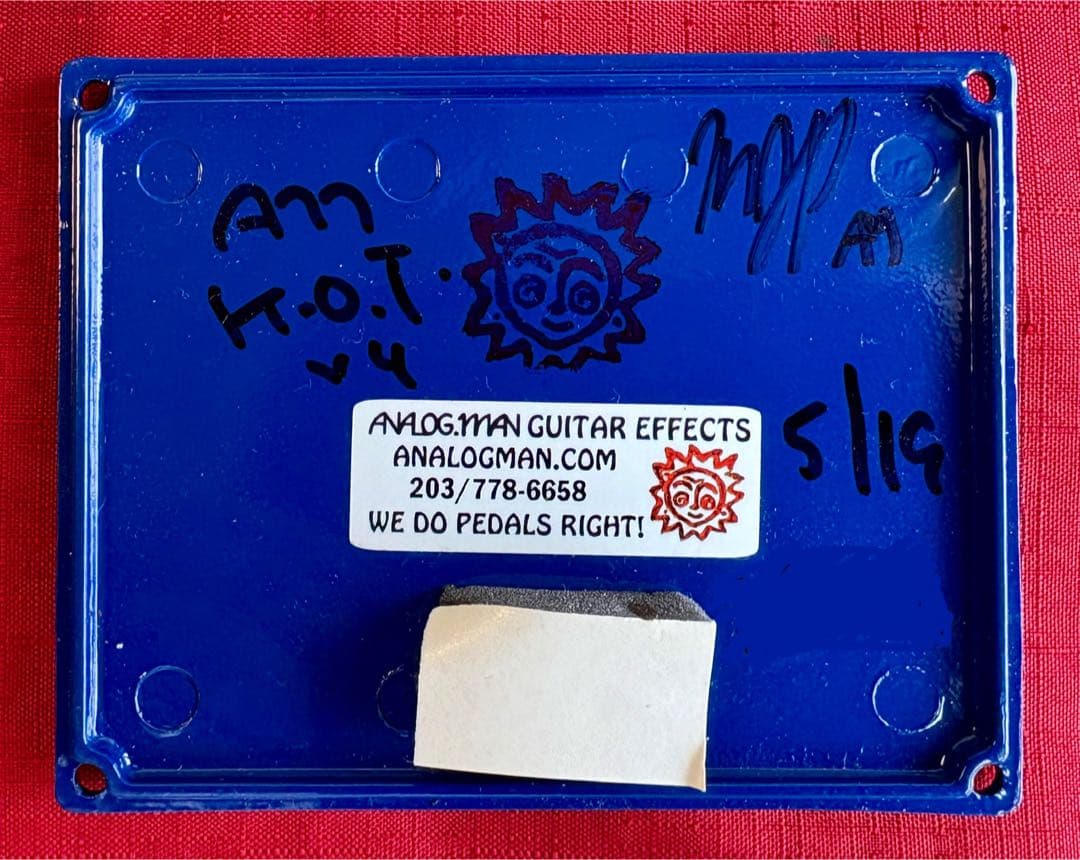 Am
K.O.T.
v4
AM
5/19
ANALOG.MAN GUITAR EFFECTS
ANALOGMAN.COM
203/778-6658
WE DO PEDALS RIGHT!